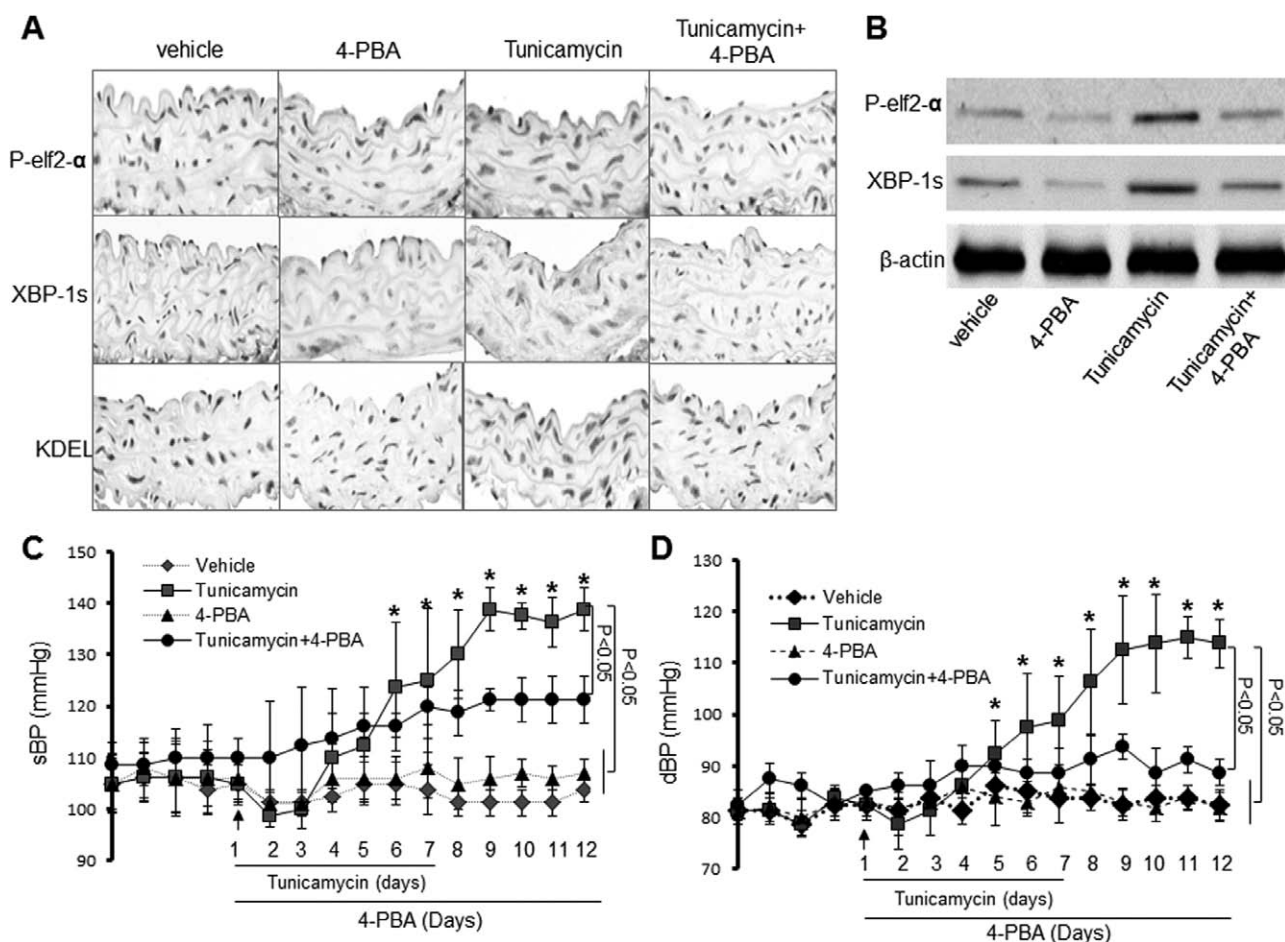 A
vehicle
4-PBA
Tunicamycin
Tunicamycin+
4-PBA
P-elf2-α
XBP-1s
KDEL
B
P-elf2-α
XBP-1s
β-actin
vehicle
4-PBA
Tunicamycin
Tunicamycin+
4-PBA
C
150
140
130
120
110
100
90
sBP (mmHg)
Vehicle
Tunicamycin
4-PBA
Tunicamycin+4-PBA
* * * * * * *
P<0.05
P<0.05
1 2 3 4 5 6 7 8 9 10 11 12
Tunicamycin (days)
4-PBA (Days)
D
130
120
110
100
90
80
70
dBP (mmHg)
Vehicle
Tunicamycin
4-PBA
Tunicamycin+4-PBA
* * * * * * * *
P<0.05
P<0.05
1 2 3 4 5 6 7 8 9 10 11 12
Tunicamycin (days)
4-PBA (Days)